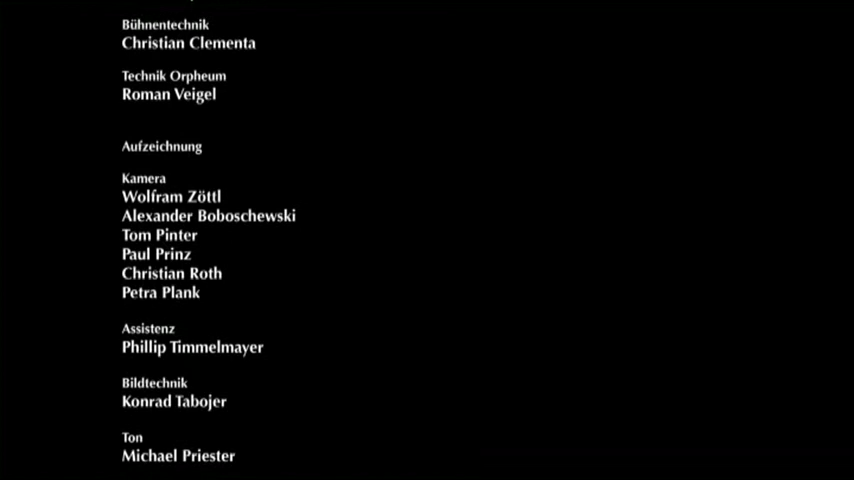 Bühnentechnik
Christian Clementa
Technik Orpheum
Roman Veigel
Aufzeichnung
Kamera
Wolfram Zöttl
Alexander Boboschewski
Tom Pinter
Paul Prinz
Christian Roth
Petra Plank
Assistenz
Phillip Timmelmayer
Bildtechnik
Konrad Tabojer
Ton
Michael Priester